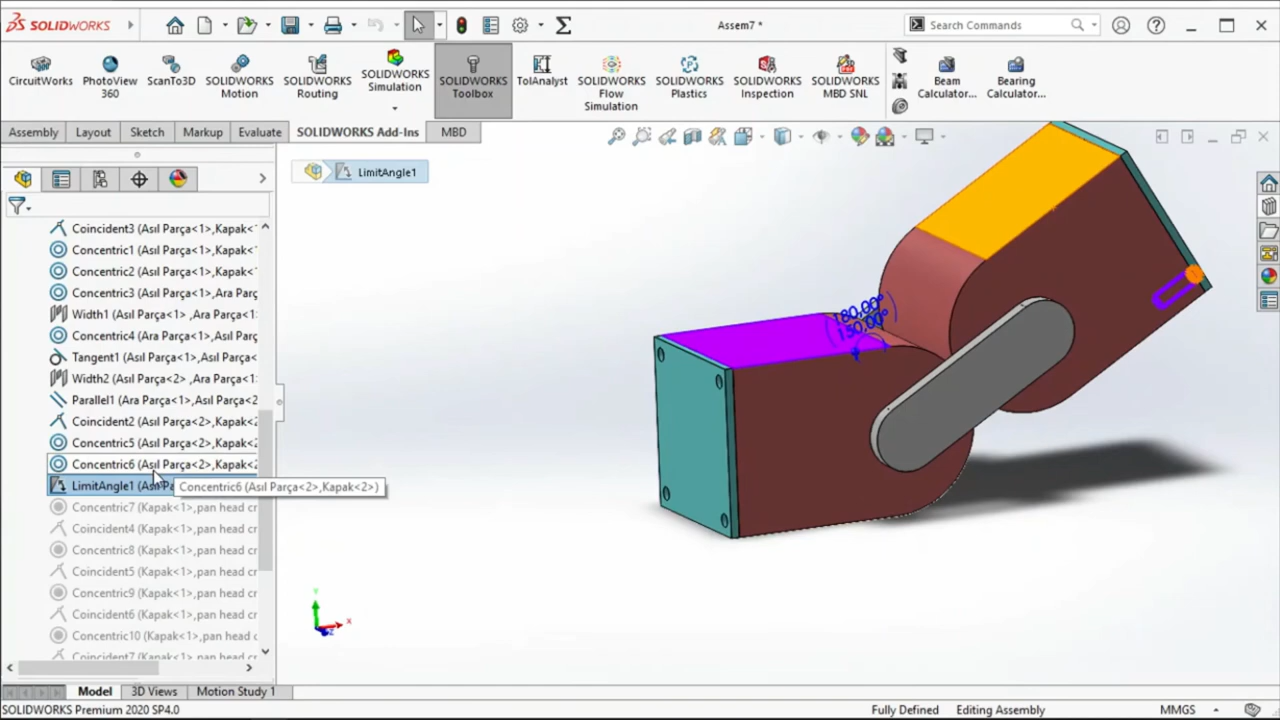 SOLIDWORKS
Assem7 *
Search Commands
CircuitWorks
PhotoView 360
ScanTo3D
SOLIDWORKS Motion
SOLIDWORKS Routing
SOLIDWORKS Simulation
SOLIDWORKS Toolbox
TolAnalyst
SOLIDWORKS Flow Simulation
SOLIDWORKS Plastics
SOLIDWORKS Inspection
SOLIDWORKS MBD SNL
Beam Calculator...
Bearing Calculator...
Assembly Layout Sketch Markup Evaluate SOLIDWORKS Add-Ins MBD
LimitAngle1
Coincident3 (Asıl Parça<1>,Kapak<1
Concentric1 (Asıl Parça<1>,Kapak<
Concentric2 (Asıl Parça<1>,Kapak<
Concentric3 (Asıl Parça<1>,Ara Parç
Width1 (Asıl Parça<1> ,Ara Parça<1
Concentric4 (Ara Parça<1>,Asıl Parç
Tangent1 (Asıl Parça<1>,Asıl Parça<
Width2 (Asıl Parça<2> ,Ara Parça<1
Parallel1 (Ara Parça<1>,Asıl Parça<2
Coincident2 (Asıl Parça<2>,Kapak<2
Concentric5 (Asıl Parça<2>,Kapak<2
Concentric6 (Asıl Parça<2>,Kapak<2
LimitAngle1 (Asıl Pa
Concentric6 (Asıl Parça<2>,Kapak<2>)
Concentric7 (Kapak<1>,pan head cr
Coincident4 (Kapak<1>,pan head cr
Concentric8 (Kapak<1>,pan head cr
Coincident5 (Kapak<1>,pan head cr
Concentric9 (Kapak<1>,pan head cr
Coincident6 (Kapak<1>,pan head cr
Concentric10 (Kapak<1>,pan head c
Coincident7 (Kapak<1>,pan head cr
180,00°
150,00°
Y
X
Z
Model 3D Views Motion Study 1
SOLIDWORKS Premium 2020 SP4.0
Fully Defined
Editing Assembly
MMGS